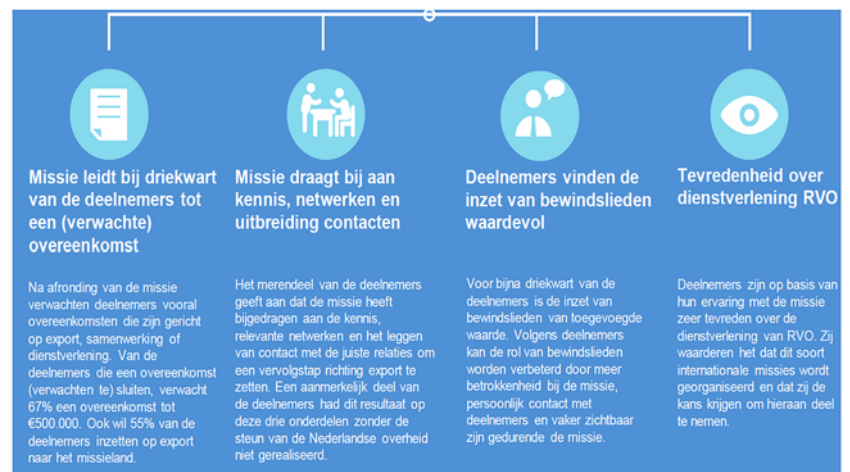 Missie leidt bij driekwart
van de deelnemers tot
een (verwachte)
overeenkomst
Na afronding van de missie
verwachten deelnemers vooral
overeenkomsten die zijn gericht
op export, samenwerking of
dienstverlening. Van de
deelnemers die een overeenkomst
(verwachten te) sluiten, verwacht
67% een overeenkomst tot
€500.000. Ook wil 55% van de
deelnemers inzetten op export
naar het missieland.
Missie draagt bij aan
kennis, netwerken en
uitbreiding contacten
Het merendeel van de deelnemers
geeft aan dat de missie heeft
bijgedragen aan de kennis,
relevante netwerken en het leggen
van contact met de juiste relaties om
een vervolgstap richting export te
zetten. Een aanmerkelijk deel van
de deelnemers had dit resultaat op
deze drie onderdelen zonder de
steun van de Nederlandse overheid
niet gerealiseerd.
Deelnemers vinden de
inzet van bewindslieden
waardevol
Voor bijna driekwart van de
deelnemers is de inzet van
bewindslieden van toegevoegde
waarde. Volgens deelnemers
kan de rol van bewindslieden
worden verbeterd door meer
betrokkenheid bij de missie,
persoonlijk contact met
deelnemers en vaker zichtbaar
zijn gedurende de missie.
Tevredenheid over
dienstverlening RVO
Deelnemers zijn op basis van
hun ervaring met de missie
zeer tevreden over de
dienstverlening van RVO. Zij
waarderen het dat dit soort
internationale missies wordt
georganiseerd en dat zij de
kans krijgen om hieraan deel
te nemen.